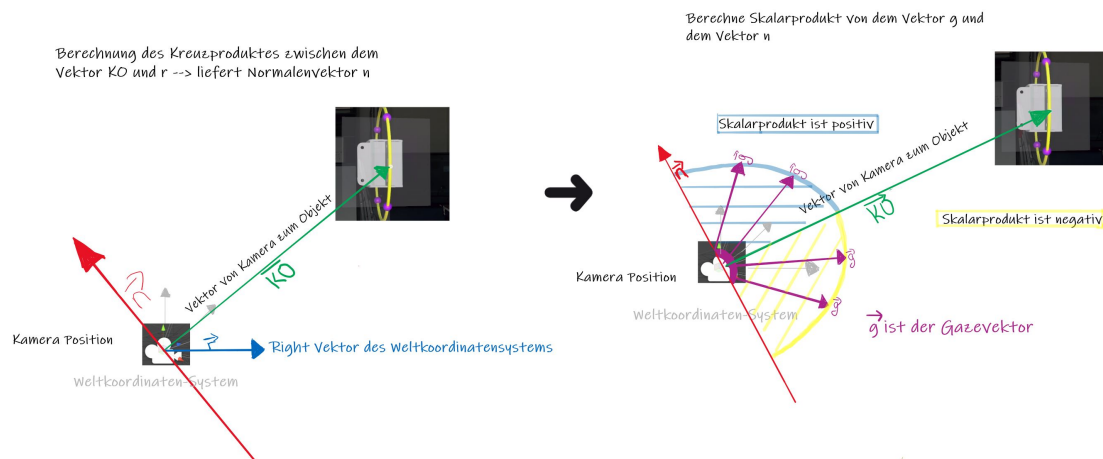 Berechnung des Kreuzproduktes zwischen dem
Vektor KO und r --> liefert Normalenvektor n
Vektor von Kamera zum Objekt
KO
n
r
Kamera Position
Right Vektor des Weltkoordinatensystems
Weltkoordinaten-System
Berechne Skalarprodukt von dem Vektor g und
dem Vektor n
Skalarprodukt ist positiv
n
g
g
Vektor von Kamera zum Objekt
KO
Skalarprodukt ist negativ
g
g
Kamera Position
Weltkoordinaten-System
g ist der Gazevektor